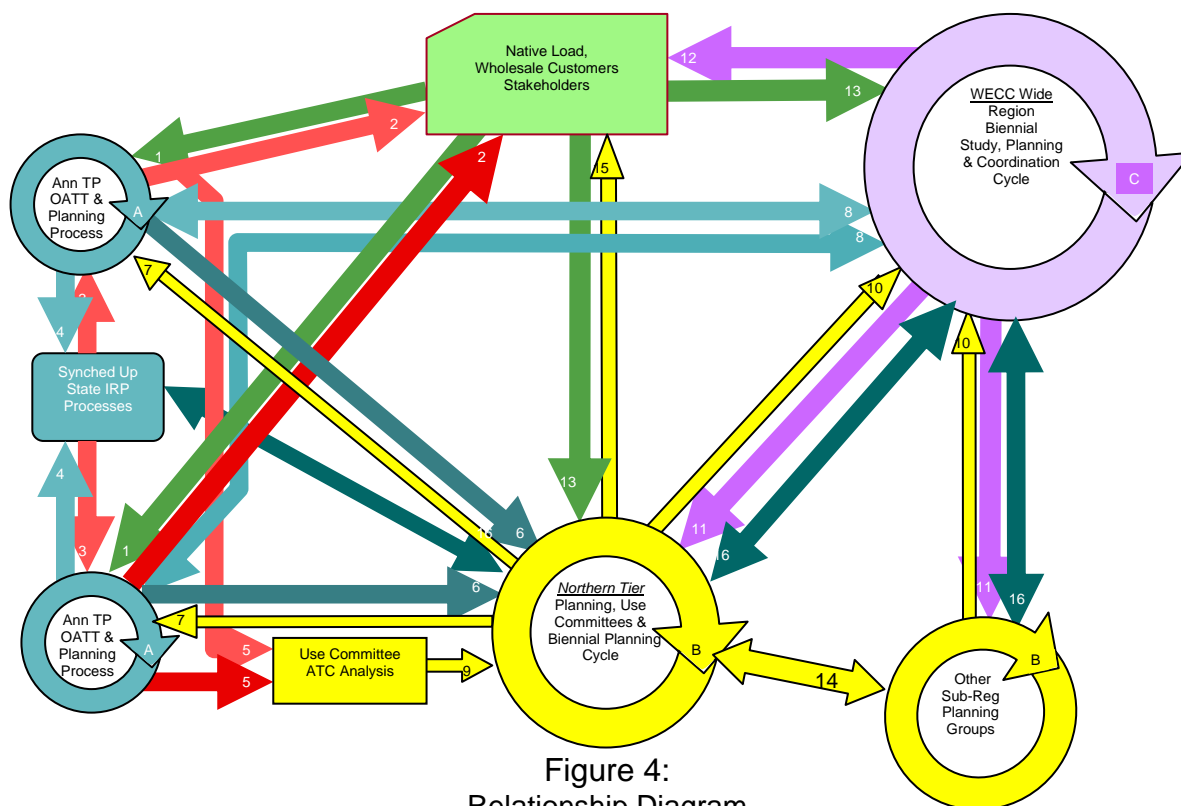 Native Load,
Wholesale Customers
Stakeholders
12
13
WECC Wide
Region
Biennial
Study, Planning
& Coordination
Cycle
C
1
2
2
15
Ann TP
OATT &
Planning
Process
A
8
8
7
10
10
3
4
Synched Up
State IRP
Processes
4
3
1
13
11
16
16
6
6
11
16
Ann TP
OATT &
Planning
Process
A
7
5
5
Use Committee
ATC Analysis
9
Northern Tier
Planning, Use
Committees &
Biennial Planning
Cycle
B
14
Other
Sub-Reg
Planning
Groups
B
Figure 4:
Relationship Diagram